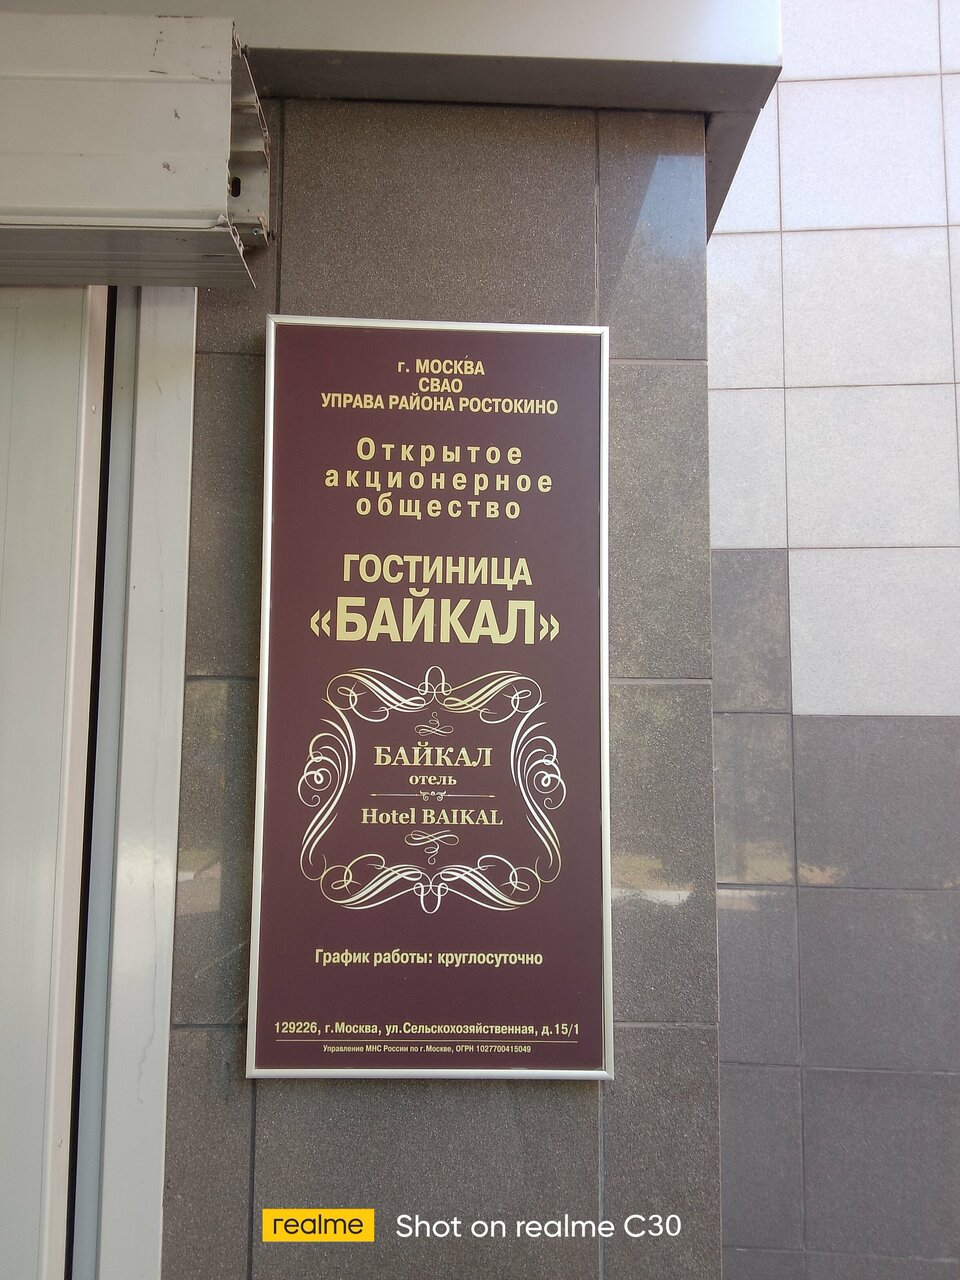 г. МОСКВА
СВАО
УПРАВА РАЙОНА РОСТОКИНО
Открытое
акционерное
общество
ГОСТИНИЦА
«БАЙКАЛ»
БАЙКАЛ
отель
Hotel BAIKAL
График работы: круглосуточно
129226, г.Москва, ул.Сельскохозяйственная, д.15/1
Управление МНС России по г.Москве, ОГРН 1027700415049
realme Shot on realme C30